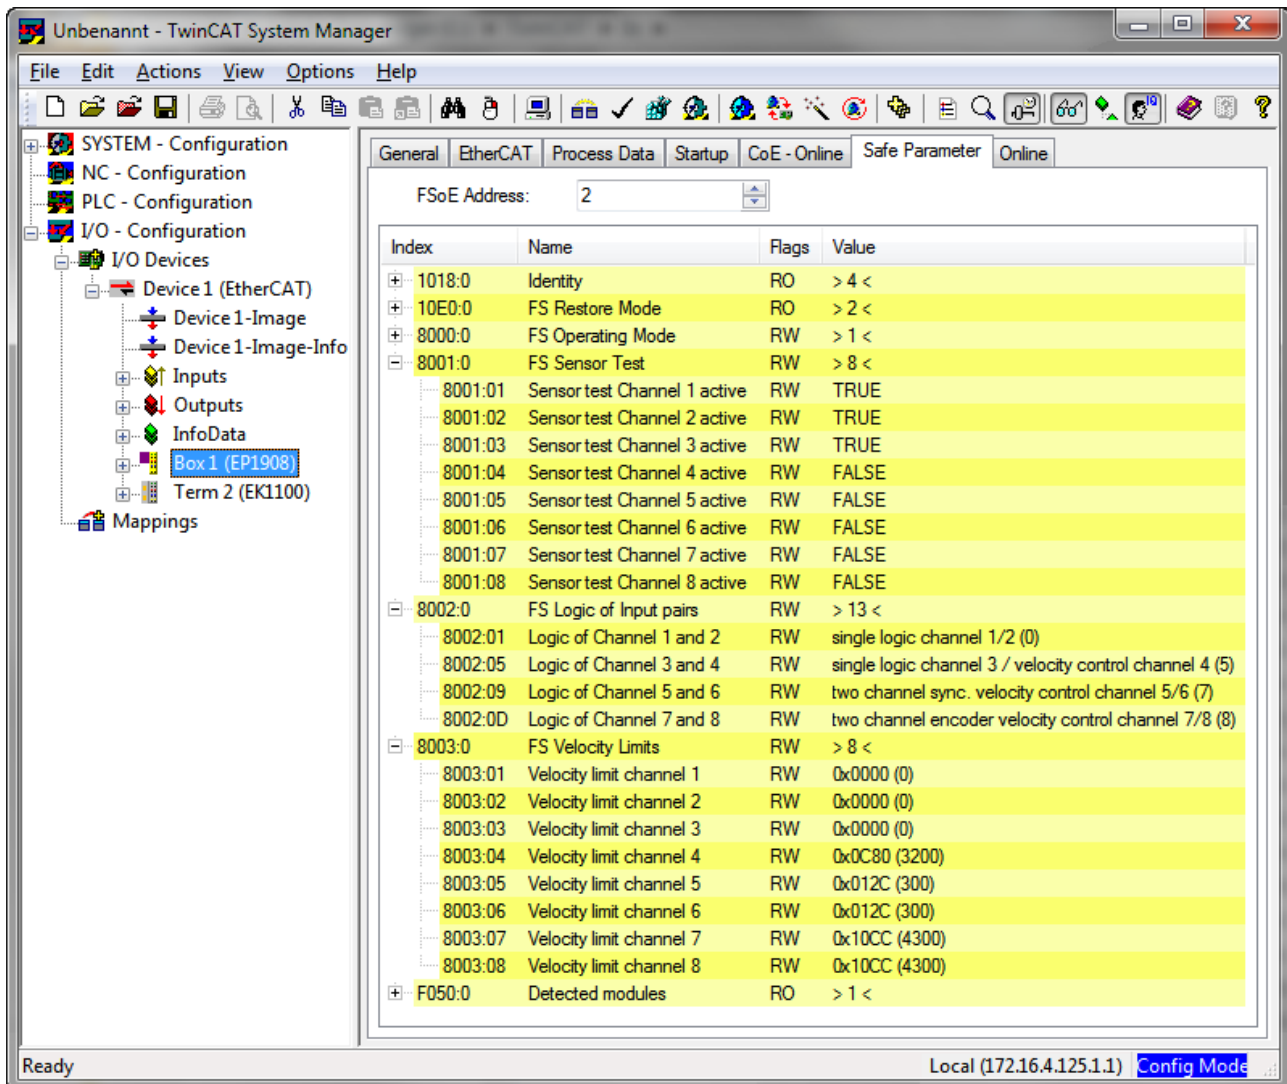 Unbenannt - TwinCAT System Manager
File Edit Actions View Options Help
SYSTEM - Configuration
NC - Configuration
PLC - Configuration
I/O - Configuration
I/O Devices
Device 1 (EtherCAT)
Device 1-Image
Device 1-Image-Info
Inputs
Outputs
InfoData
Box 1 (EP1908)
Term 2 (EK1100)
Mappings
General EtherCAT Process Data Startup CoE - Online Safe Parameter Online
FSoE Address: 2
Index Name Flags Value
1018:0 Identity RO > 4 <
10E0:0 FS Restore Mode RO > 2 <
8000:0 FS Operating Mode RW > 1 <
8001:0 FS Sensor Test RW > 8 <
8001:01 Sensor test Channel 1 active RW TRUE
8001:02 Sensor test Channel 2 active RW TRUE
8001:03 Sensor test Channel 3 active RW TRUE
8001:04 Sensor test Channel 4 active RW FALSE
8001:05 Sensor test Channel 5 active RW FALSE
8001:06 Sensor test Channel 6 active RW FALSE
8001:07 Sensor test Channel 7 active RW FALSE
8001:08 Sensor test Channel 8 active RW FALSE
8002:0 FS Logic of Input pairs RW > 13 <
8002:01 Logic of Channel 1 and 2 RW single logic channel 1/2 (0)
8002:05 Logic of Channel 3 and 4 RW single logic channel 3 / velocity control channel 4 (5)
8002:09 Logic of Channel 5 and 6 RW two channel sync. velocity control channel 5/6 (7)
8002:0D Logic of Channel 7 and 8 RW two channel encoder velocity control channel 7/8 (8)
8003:0 FS Velocity Limits RW > 8 <
8003:01 Velocity limit channel 1 RW 0x0000 (0)
8003:02 Velocity limit channel 2 RW 0x0000 (0)
8003:03 Velocity limit channel 3 RW 0x0000 (0)
8003:04 Velocity limit channel 4 RW 0x0C80 (3200)
8003:05 Velocity limit channel 5 RW 0x012C (300)
8003:06 Velocity limit channel 6 RW 0x012C (300)
8003:07 Velocity limit channel 7 RW 0x10CC (4300)
8003:08 Velocity limit channel 8 RW 0x10CC (4300)
F050:0 Detected modules RO > 1 <
Ready Local (172.16.4.125.1.1) Config Mode